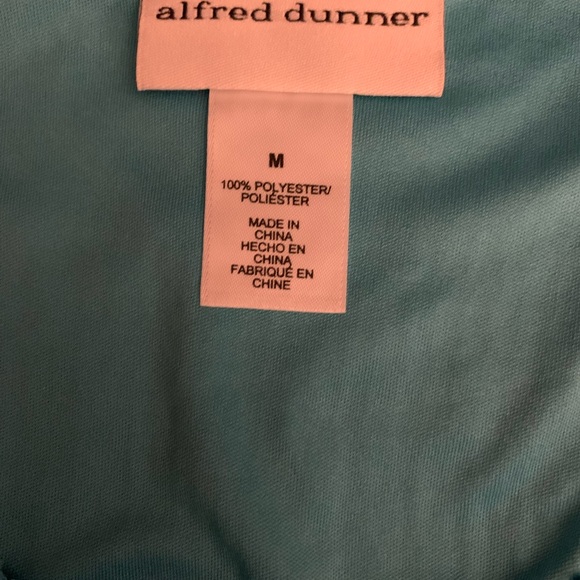 alfred dunner
M
100% POLYESTER/
POLIÉSTER
MADE IN
CHINA
HECHO EN
CHINA
FABRIQUÉ EN
CHINE